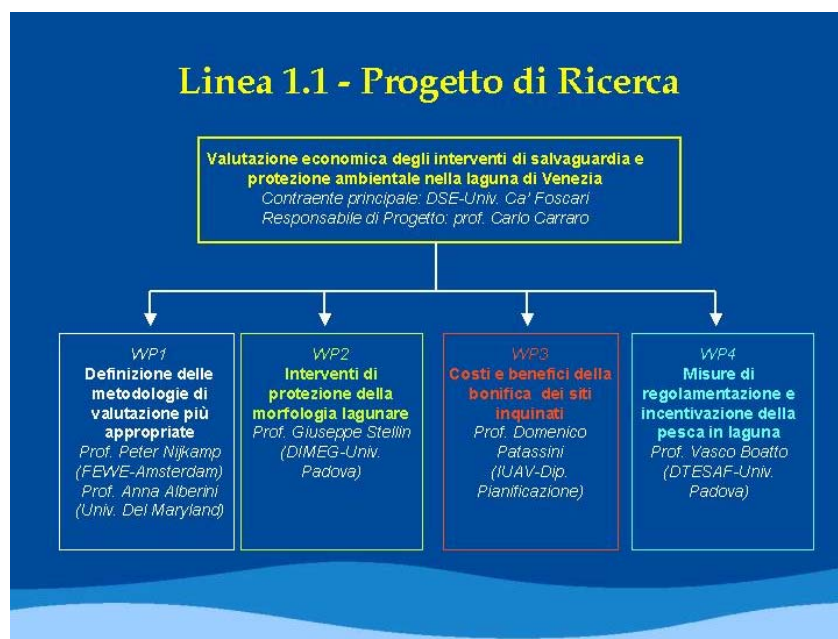 Linea 1.1 - Progetto di Ricerca
Valutazione economica degli interventi di salvaguardia e
protezione ambientale nella laguna di Venezia
Contraente principale: DSE-Univ. Ca' Foscari
Responsabile di Progetto: prof. Carlo Carraro
WP1
Definizione delle
metodologie di
valutazione più
appropriate
Prof. Peter Nijkamp
(FEWE-Amsterdam)
Prof. Anna Alberini
(Univ. Del Maryland)
WP2
Interventi di
protezione della
morfologia lagunare
Prof. Giuseppe Stellin
(DIMEG-Univ.
Padova)
WP3
Costi e benefici della
bonifica dei siti
inquinati
Prof. Domenico
Patassini
(IUAV-Dip.
Pianificazione)
WP4
Misure di
regolamentazione e
incentivazione della
pesca in laguna
Prof. Vasco Boatto
(DTESAF-Univ.
Padova)